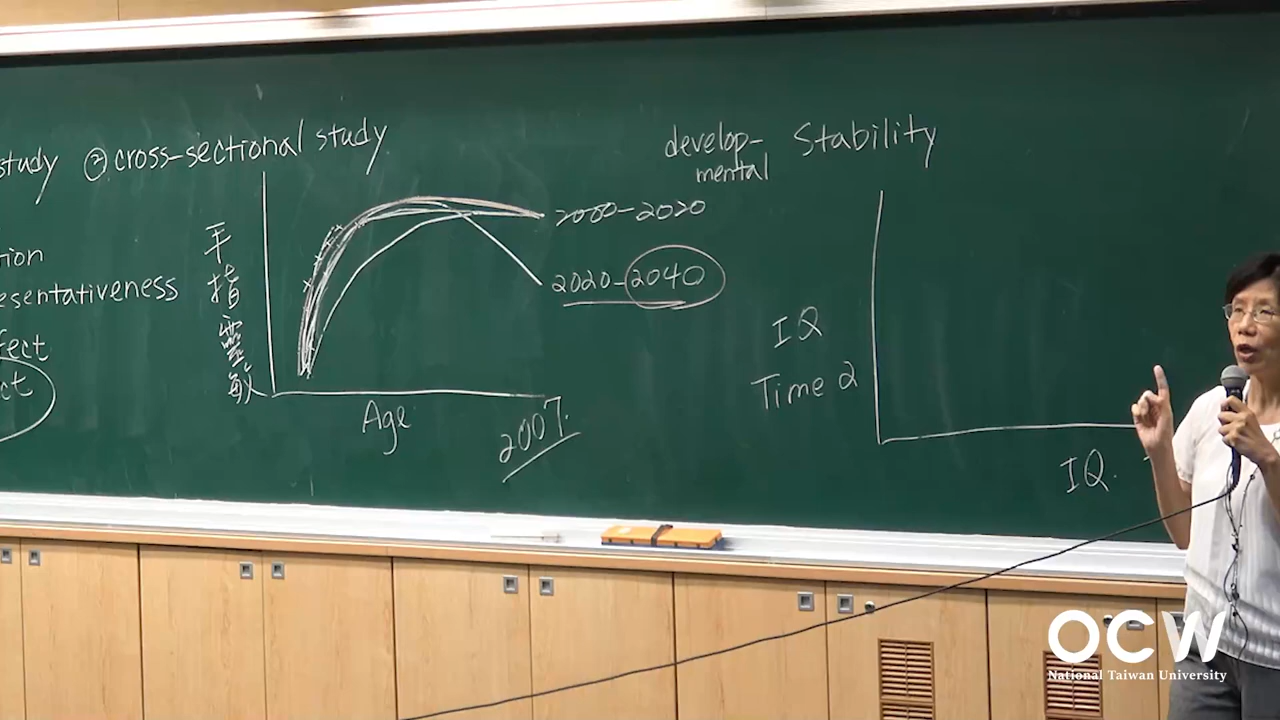 study ② cross-sectional study
tion
esentativeness
fect
ct
手指靈敏
Age
2007.
2000-2020
2020-2040
develop-
mental
Stability
IQ
Time 2
IQ.
OCW
National Taiwan University